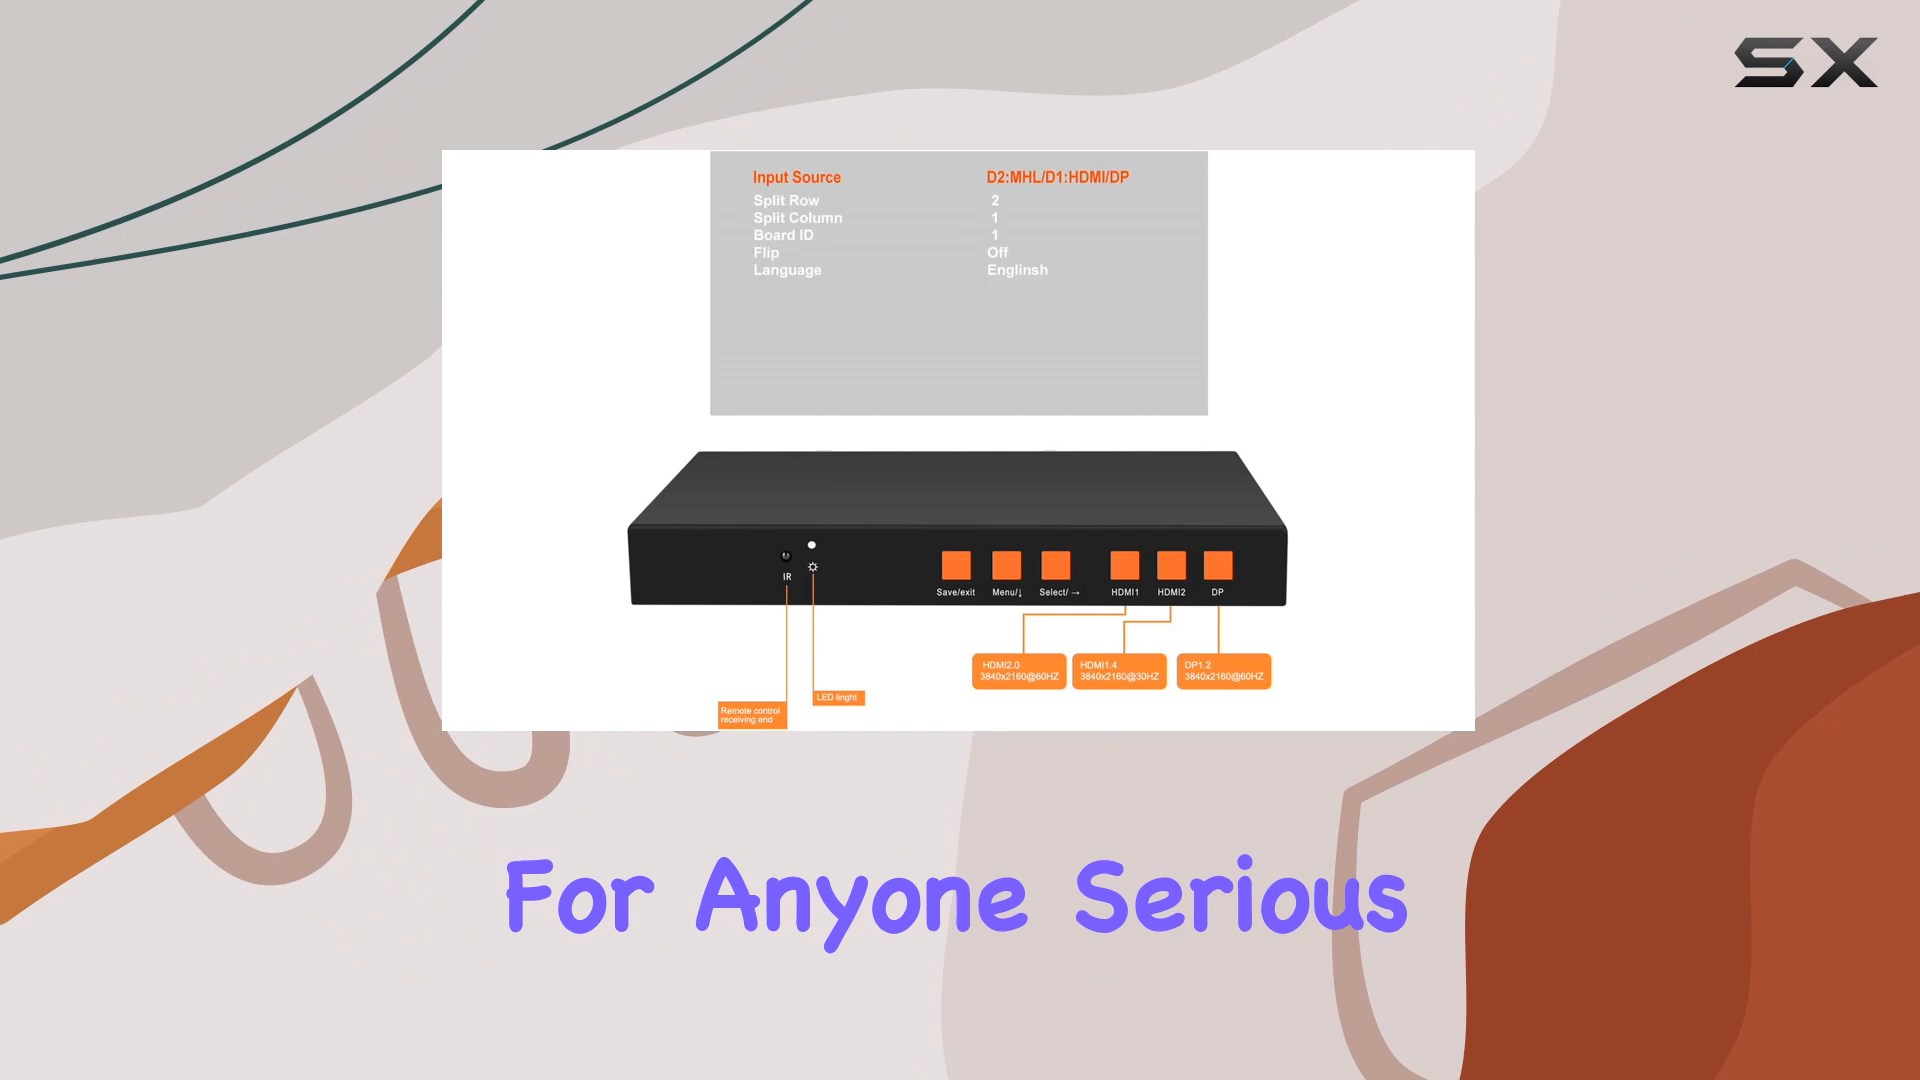 SX
Input Source D2:MHL/D1:HDMI/DP
Split Row 2
Split Column 1
Board ID 1
Flip Off
Language Englinsh
IR
Save/exit Menu/↓ Select/ → HDMI1 HDMI2 DP
HDMI2.0
3840x2160@60HZ
HDMI1.4
3840x2160@30HZ
DP1.2
3840x2160@60HZ
LED linght
Remote control
receiving end
For Anyone Serious